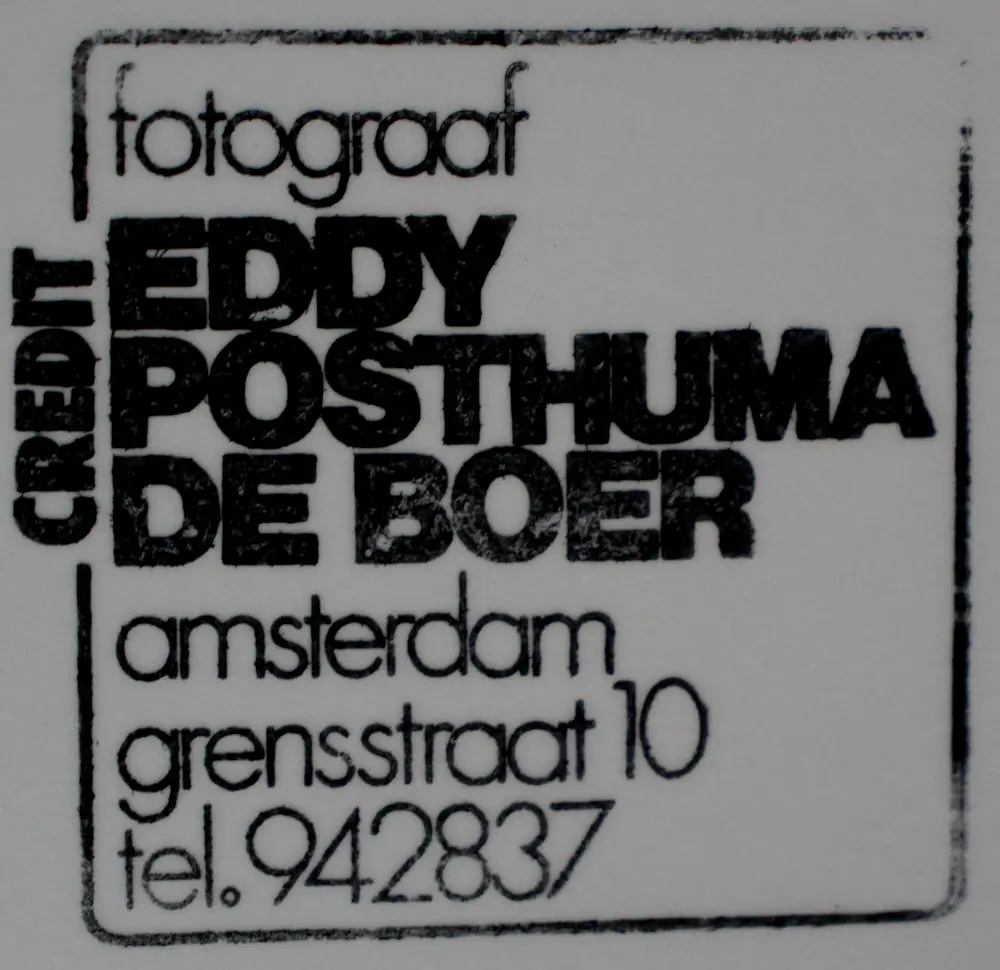 fotograaf
CREDIT
EDDY
POSTHUMA
DE BOER
amsterdam
grensstraat 10
tel. 942837